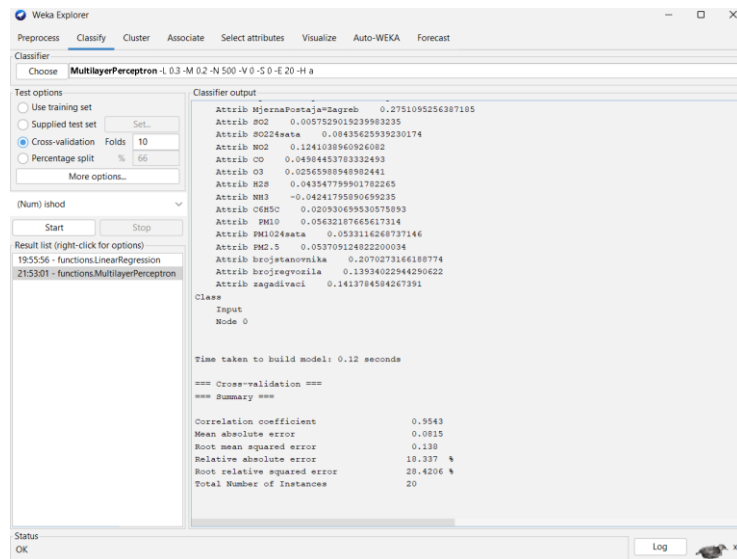 Weka Explorer
Preprocess Classify Cluster Associate Select attributes Visualize Auto-WEKA Forecast
Classifier
Choose MultilayerPerceptron -L 0.3 -M 0.2 -N 500 -V 0 -S 0 -E 20 -H a
Test options
Use training set
Supplied test set Set...
Cross-validation Folds 10
Percentage split % 66
More options...
(Num) ishod
Start Stop
Result list (right-click for options)
19:55:56 - functions.LinearRegression
21:53:01 - functions.MultilayerPerceptron
Classifier output
Attrib MjernaPostaja=Zagreb 0.2751095256387185
Attrib SO2 0.0057529019239983235
Attrib SO224sata 0.08435625939230174
Attrib NO2 0.1241038960926082
Attrib CO 0.04984453783332493
Attrib O3 0.02565988948982441
Attrib H2S 0.043547799901782265
Attrib NH3 -0.04241795890699235
Attrib C6H5C 0.020930699530575893
Attrib PM10 0.05632187665617314
Attrib PM1024sata 0.0533116268737146
Attrib PM2.5 0.053709124822200034
Attrib brojstanovnika 0.2070273166188774
Attrib brojregvozila 0.13934022944290622
Attrib zagadivaci 0.1413784584267391
Class
Input
Node 0
Time taken to build model: 0.12 seconds
=== Cross-validation ===
=== Summary ===
Correlation coefficient 0.9543
Mean absolute error 0.0815
Root mean squared error 0.138
Relative absolute error 18.337 %
Root relative squared error 28.4206 %
Total Number of Instances 20
Status
OK
Log
x